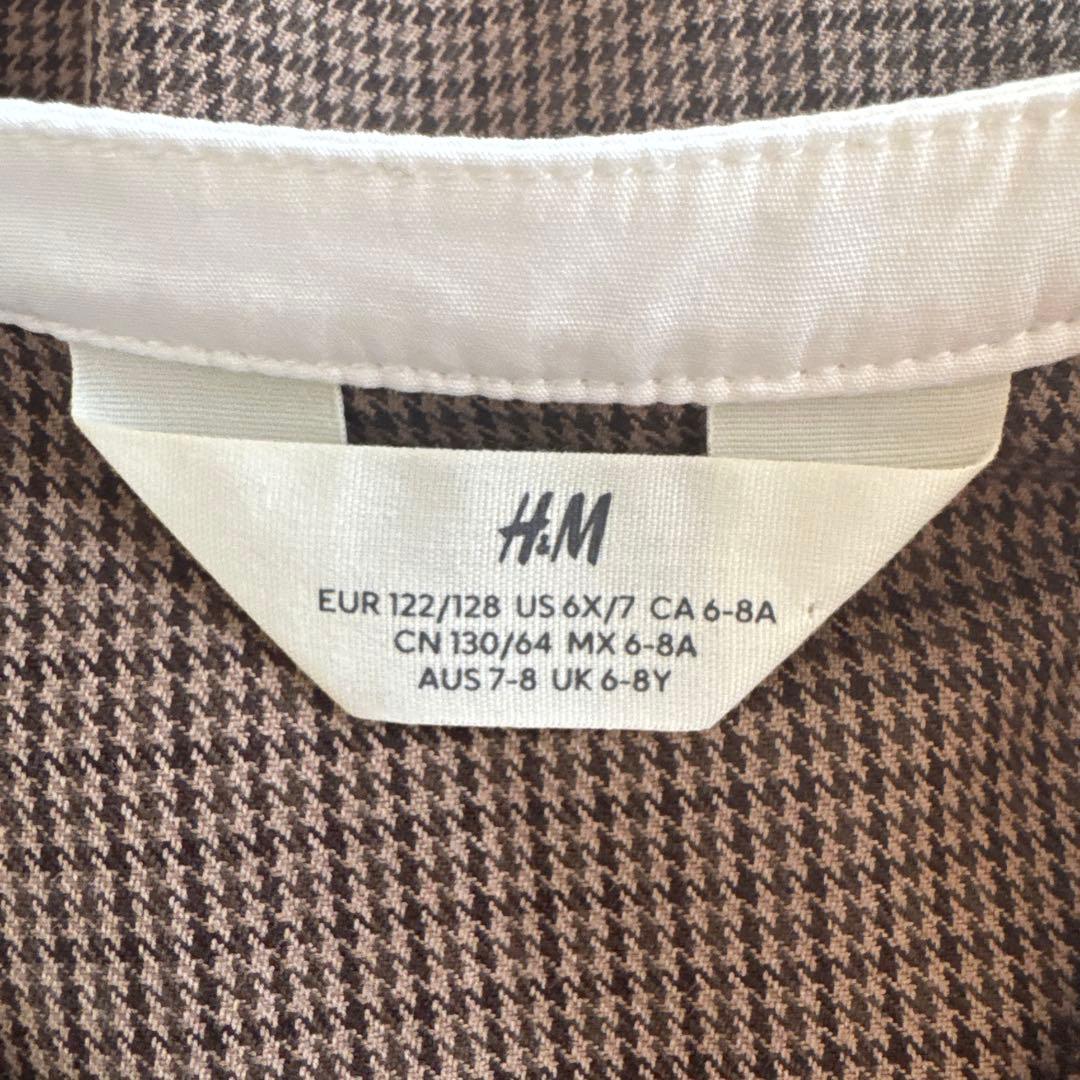 H&M
EUR 122/128 US 6X/7 CA 6-8A
CN 130/64 MX 6-8A
AUS 7-8 UK 6-8Y